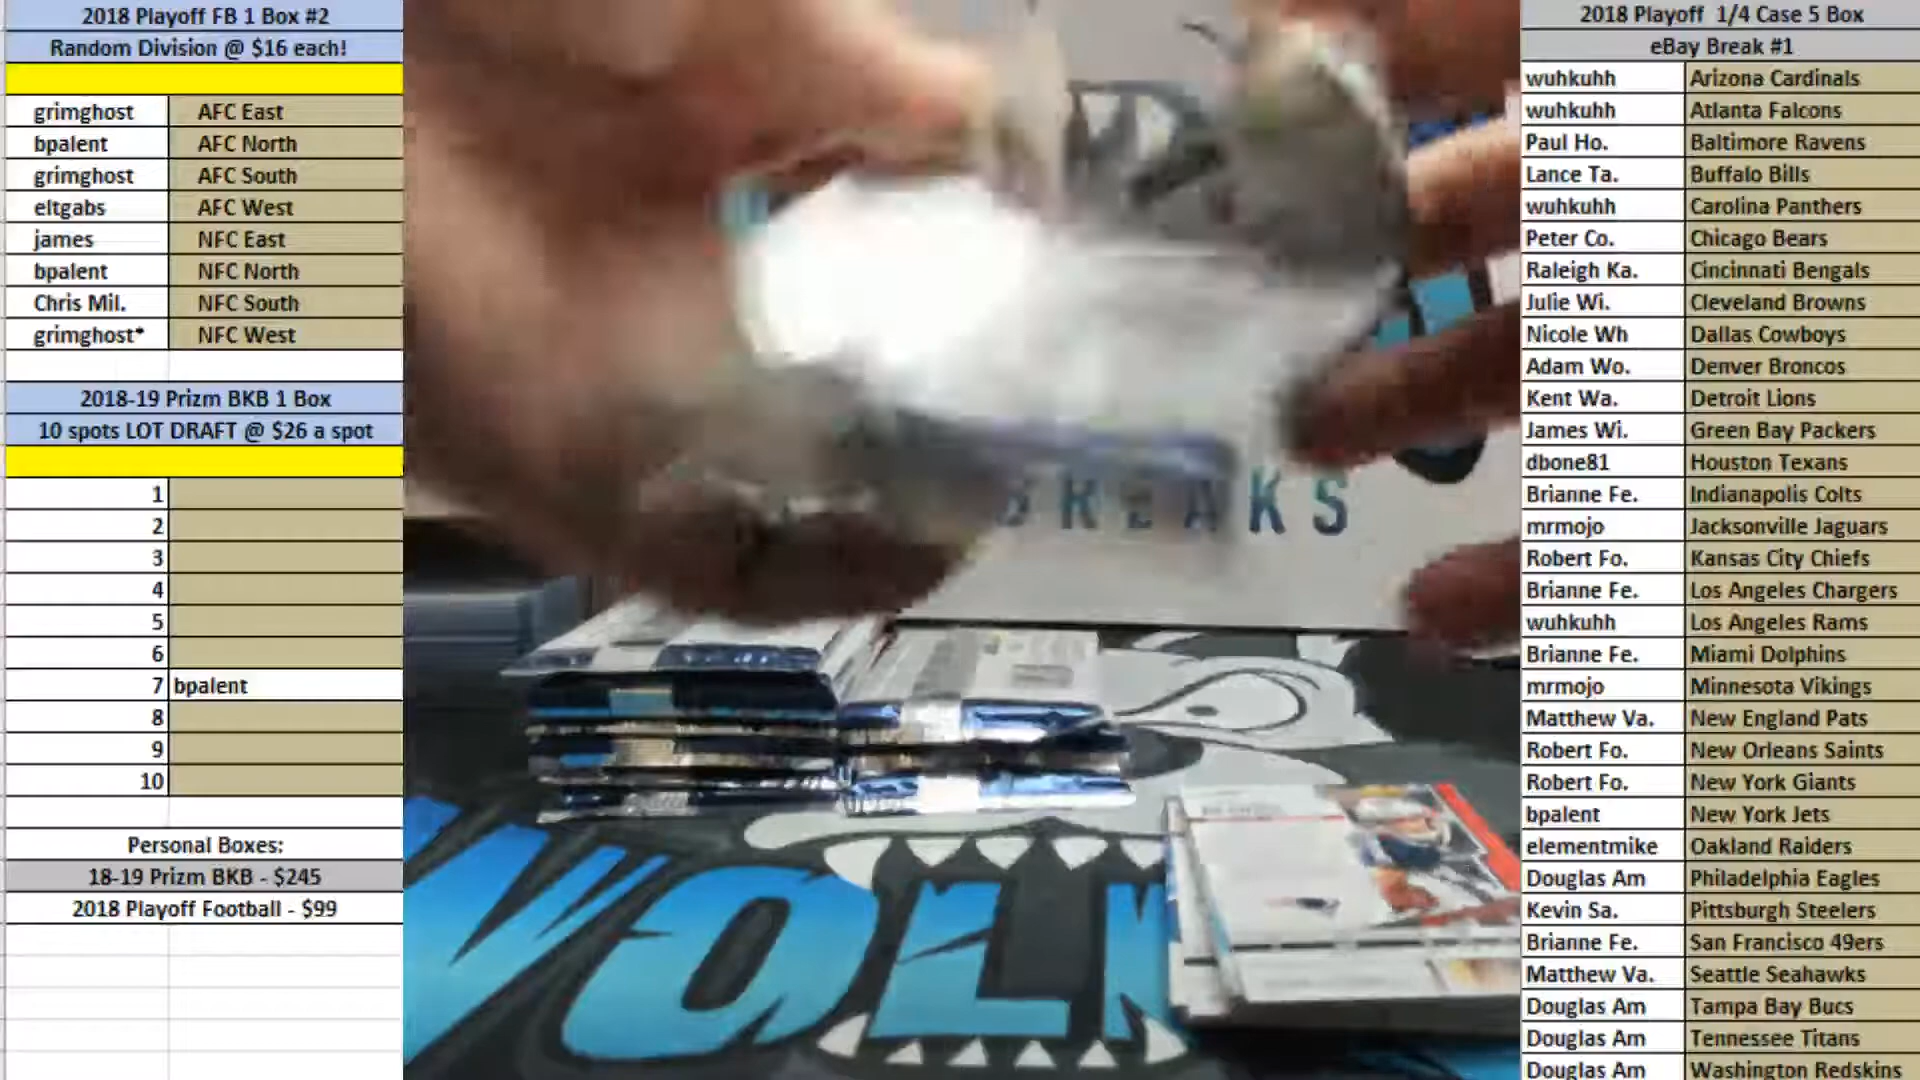 2018 Playoff FB 1 Box #2
Random Division @ $16 each!
grimghost AFC East
bpalent AFC North
grimghost AFC South
eltgabs AFC West
james NFC East
bpalent NFC North
Chris Mil. NFC South
grimghost* NFC West
2018-19 Prizm BKB 1 Box
10 spots LOT DRAFT @ $26 a spot
1
2
3
4
5
6
7 bpalent
8
9
10
Personal Boxes:
18-19 Prizm BKB - $245
2018 Playoff Football - $99
BREAKS
2018 Playoff 1/4 Case 5 Box
eBay Break #1
wuhkuhh Arizona Cardinals
wuhkuhh Atlanta Falcons
Paul Ho. Baltimore Ravens
Lance Ta. Buffalo Bills
wuhkuhh Carolina Panthers
Peter Co. Chicago Bears
Raleigh Ka. Cincinnati Bengals
Julie Wi. Cleveland Browns
Nicole Wh Dallas Cowboys
Adam Wo. Denver Broncos
Kent Wa. Detroit Lions
James Wi. Green Bay Packers
dbone81 Houston Texans
Brianne Fe. Indianapolis Colts
mrmojo Jacksonville Jaguars
Robert Fo. Kansas City Chiefs
Brianne Fe. Los Angeles Chargers
wuhkuhh Los Angeles Rams
Brianne Fe. Miami Dolphins
mrmojo Minnesota Vikings
Matthew Va. New England Pats
Robert Fo. New Orleans Saints
Robert Fo. New York Giants
bpalent New York Jets
elementmike Oakland Raiders
Douglas Am Philadelphia Eagles
Kevin Sa. Pittsburgh Steelers
Brianne Fe. San Francisco 49ers
Matthew Va. Seattle Seahawks
Douglas Am Tampa Bay Bucs
Douglas Am Tennessee Titans
Douglas Am Washington Redskins